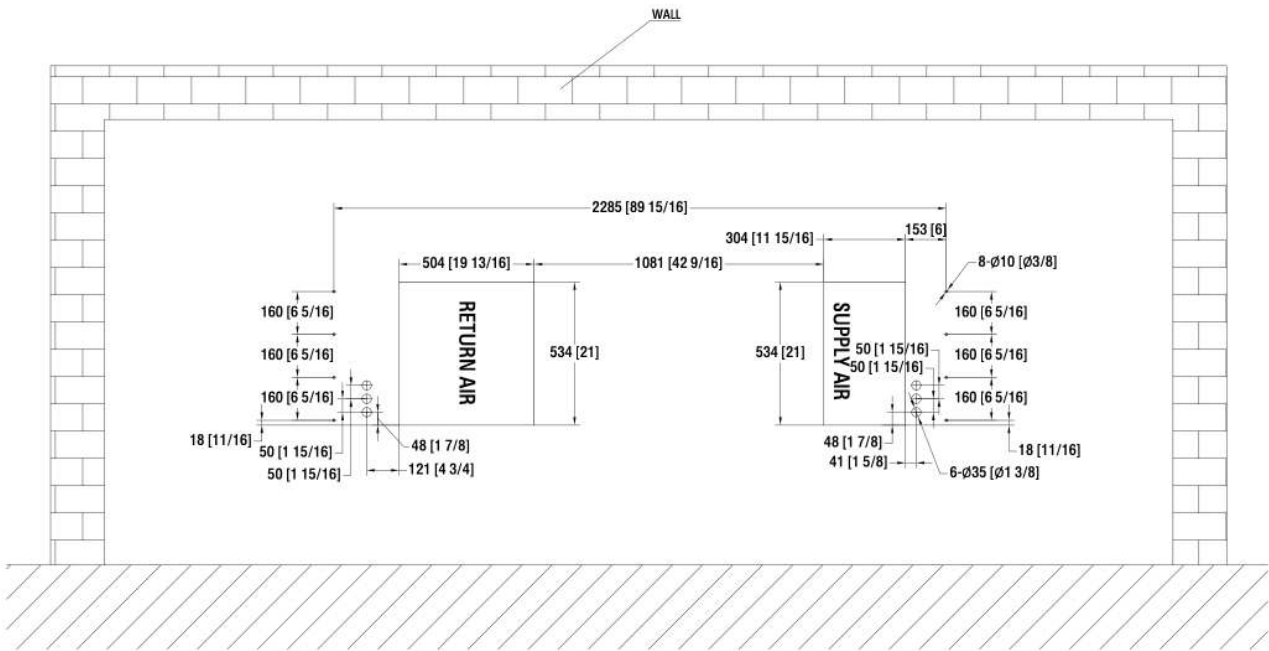 WALL
2285 [89 15/16]
304 [11 15/16]
153 [6]
504 [19 13/16]
1081 [42 9/16]
8-Ø10 [Ø3/8]
160 [6 5/16]
RETURN AIR
SUPPLY AIR
160 [6 5/16]
534 [21]
534 [21]
50 [1 15/16]
160 [6 5/16]
160 [6 5/16]
50 [1 15/16]
160 [6 5/16]
160 [6 5/16]
18 [11/16]
48 [1 7/8]
48 [1 7/8]
18 [11/16]
50 [1 15/16]
121 [4 3/4]
41 [1 5/8]
50 [1 15/16]
6-Ø35 [Ø1 3/8]